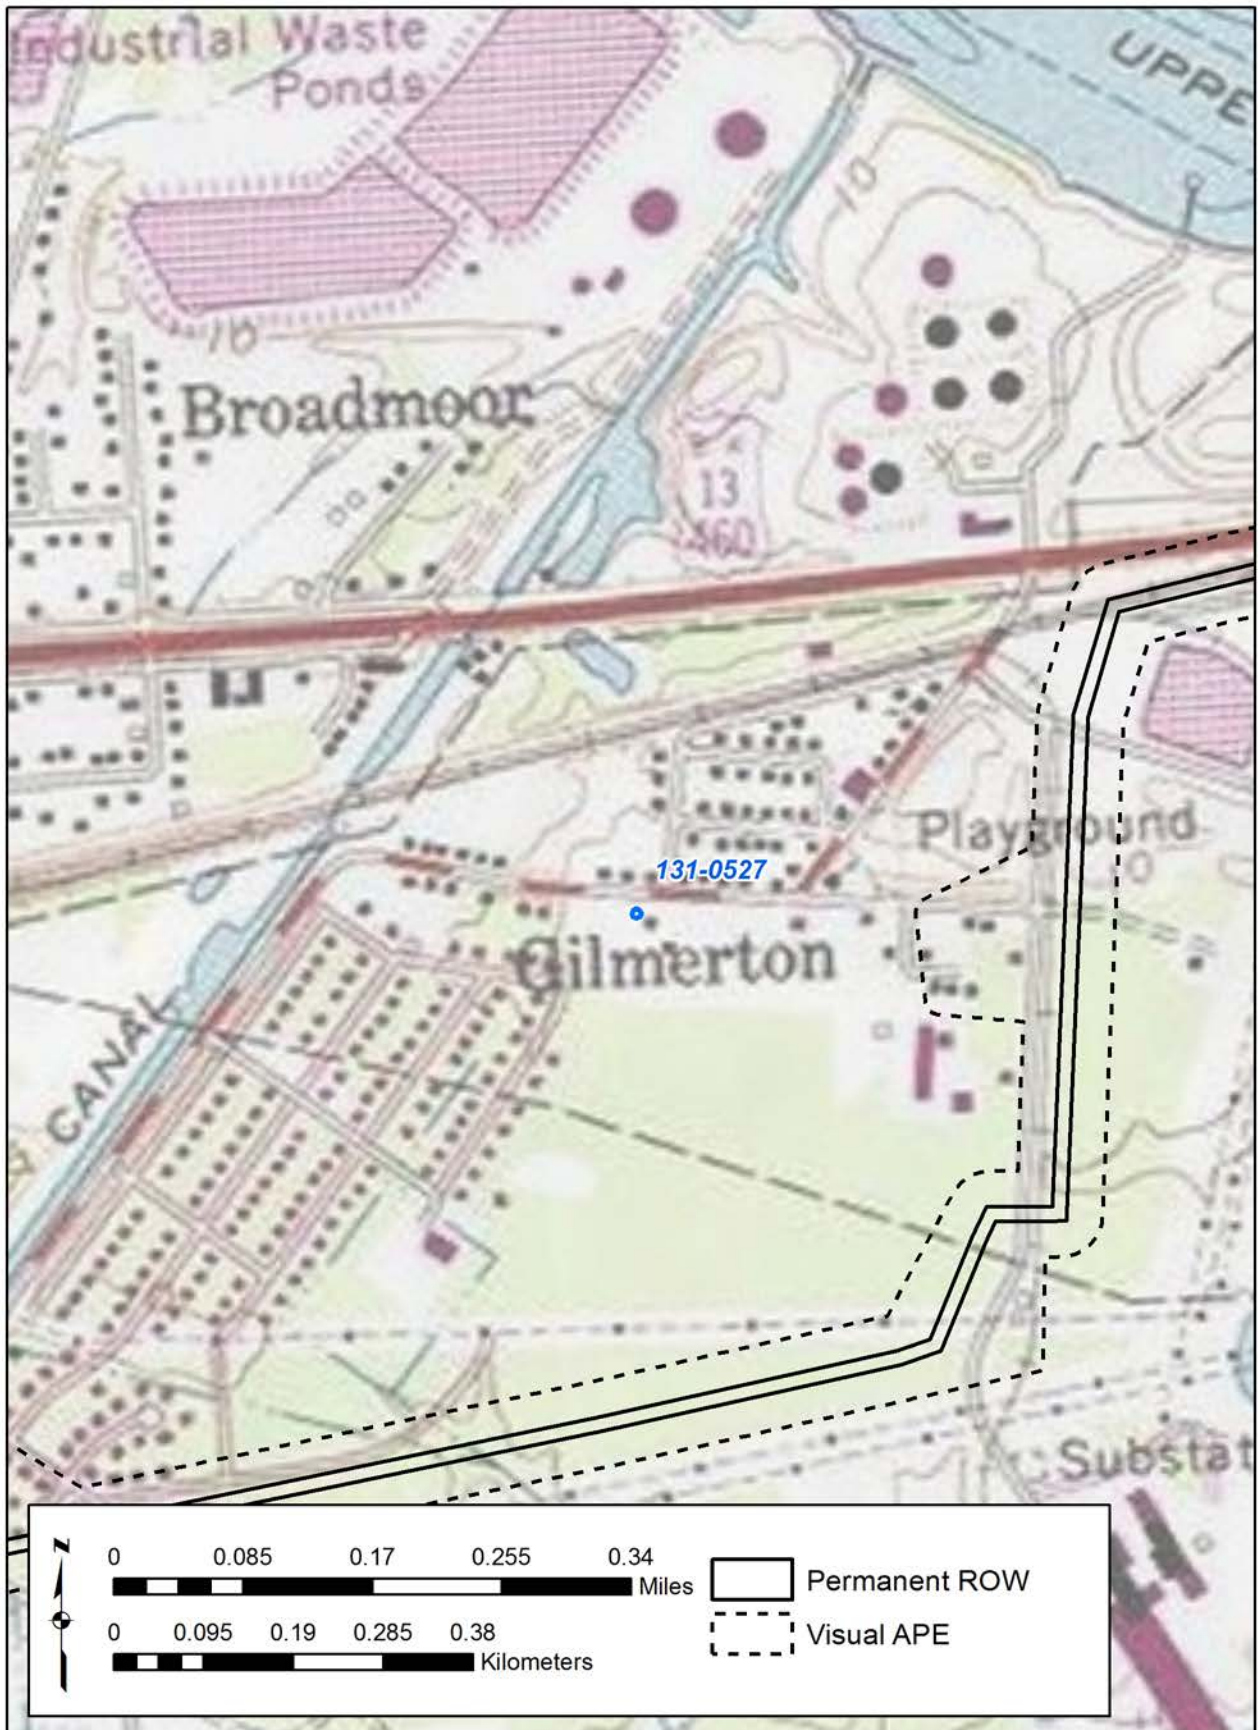 Industrial Waste
Ponds
UPPE
10
10
Broadmoor
13
460
Playground
131-0527
Gilmerton
CANAL
Substat
N
0 0.085 0.17 0.255 0.34
Miles
0 0.095 0.19 0.285 0.38
Kilometers
Permanent ROW
Visual APE